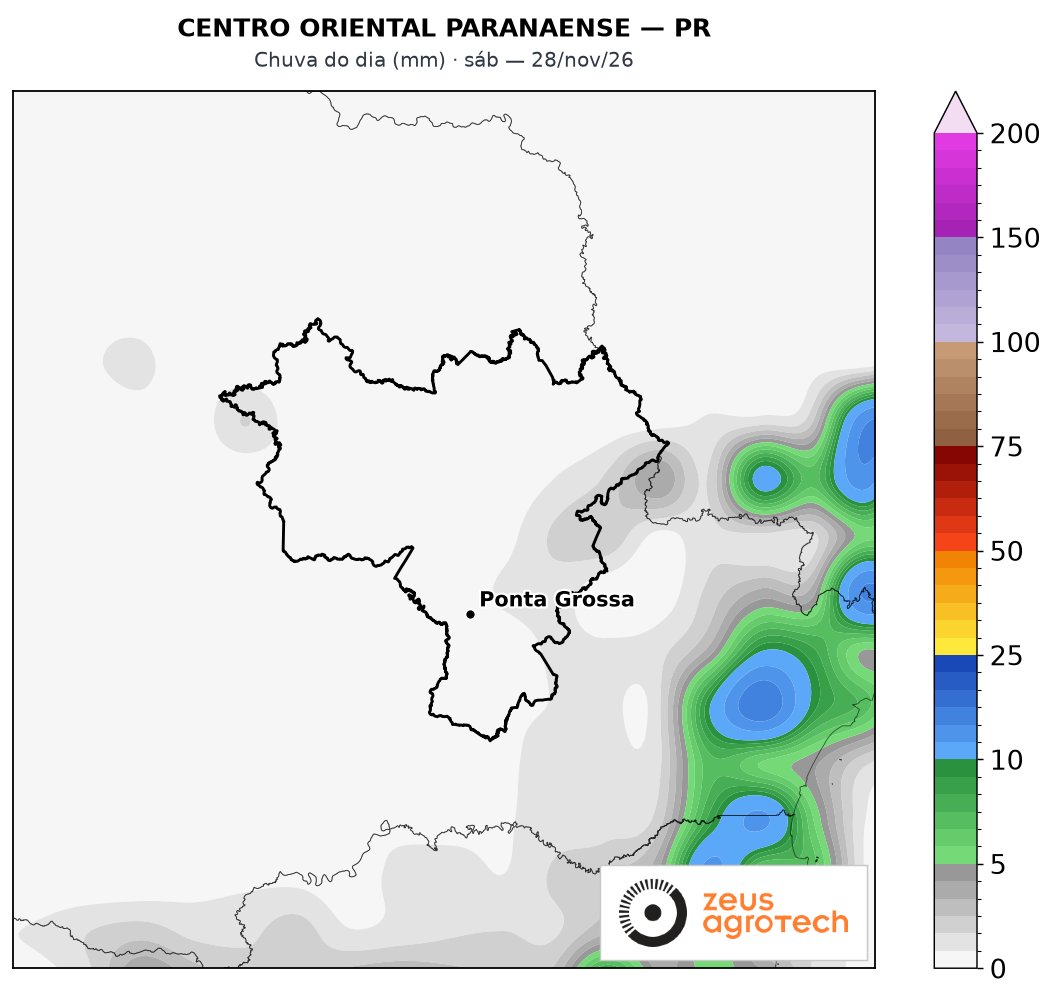 CENTRO ORIENTAL PARANAENSE — PR
Chuva do dia (mm) · sáb — 28/nov/26
200
150
100
75
50
25
10
5
0
Ponta Grossa
zeus
agrotech